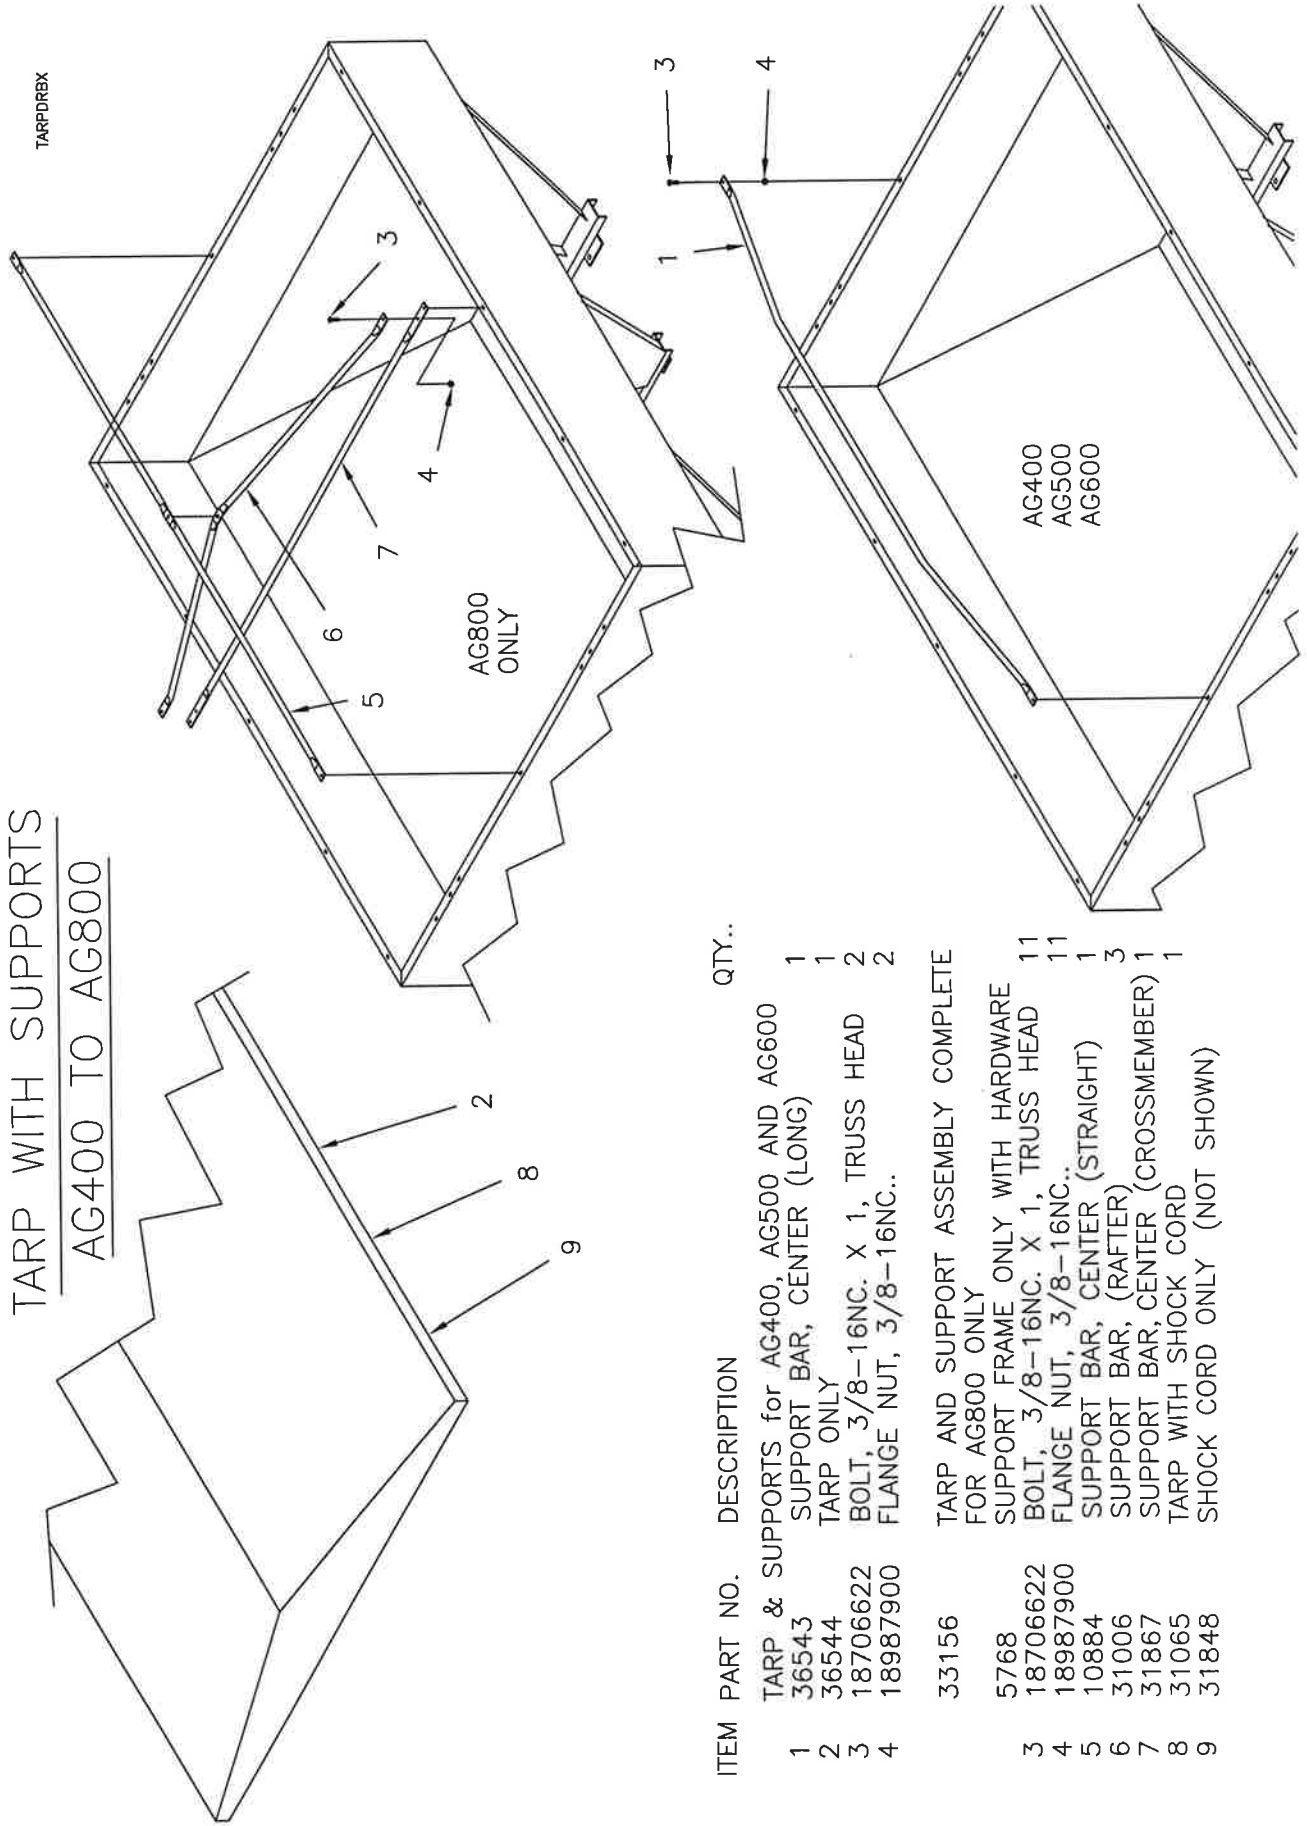 TARPDRBX
TARP WITH SUPPORTS
AG400 TO AG800
2
8
9
3
4
5
6
7
AG800
ONLY
1
3
4
AG400
AG500
AG600
ITEM PART NO. DESCRIPTION QTY..
TARP & SUPPORTS for AG400, AG500 AND AG600
1 36543 SUPPORT BAR, CENTER (LONG) 1
2 36544 TARP ONLY 1
3 18706622 BOLT, 3/8-16NC. X 1, TRUSS HEAD 2
4 18987900 FLANGE NUT, 3/8-16NC.. 2
33156 TARP AND SUPPORT ASSEMBLY COMPLETE
FOR AG800 ONLY
5768 SUPPORT FRAME ONLY WITH HARDWARE
3 18706622 BOLT, 3/8-16NC. X 1, TRUSS HEAD 11
4 18987900 FLANGE NUT, 3/8-16NC.. 11
5 10884 SUPPORT BAR, CENTER (STRAIGHT) 1
6 31006 SUPPORT BAR, (RAFTER) 3
7 31867 SUPPORT BAR, CENTER (CROSSMEMBER) 1
8 31065 TARP WITH SHOCK CORD 1
9 31848 SHOCK CORD ONLY (NOT SHOWN)